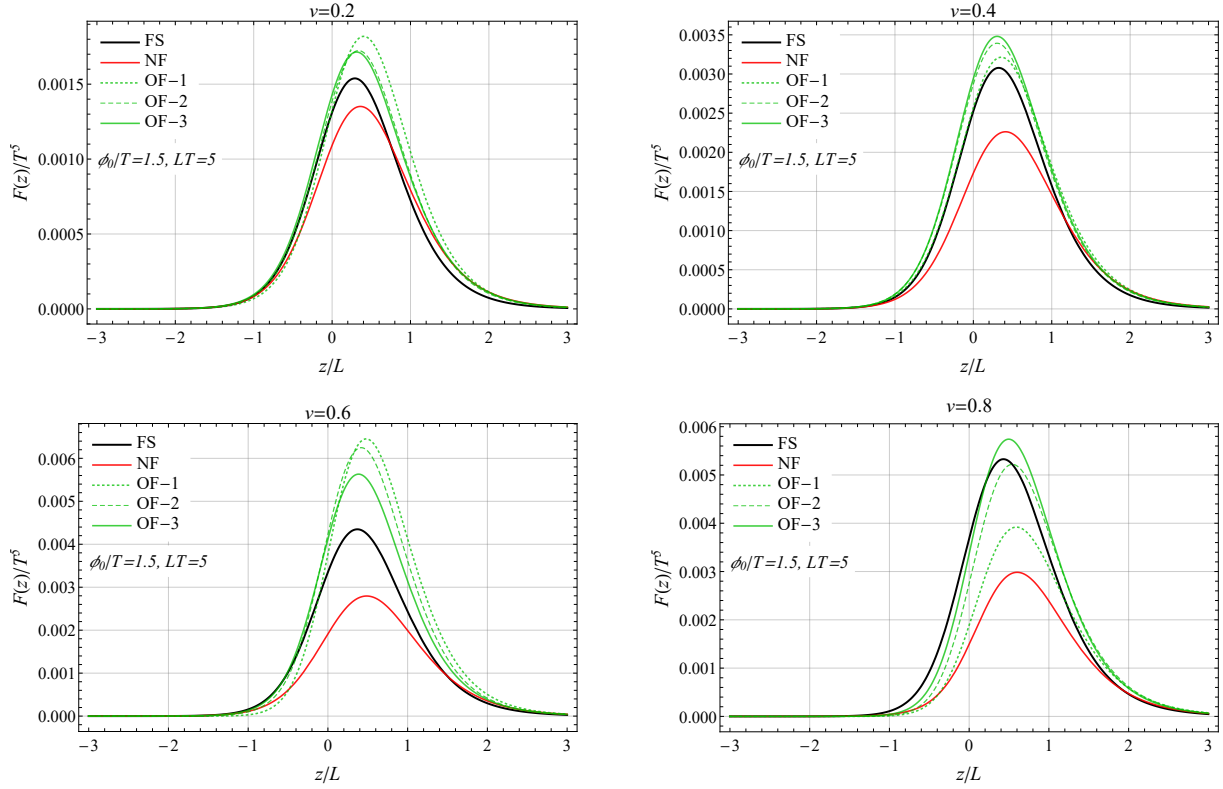 v=0.2
FS
NF
OF-1
OF-2
OF-3
ϕ₀/T=1.5, LT=5
F(z)/T⁵
0.0015
0.0010
0.0005
0.0000
-3 -2 -1 0 1 2 3
z/L
v=0.4
FS
NF
OF-1
OF-2
OF-3
ϕ₀/T=1.5, LT=5
F(z)/T⁵
0.0035
0.0030
0.0025
0.0020
0.0015
0.0010
0.0005
0.0000
-3 -2 -1 0 1 2 3
z/L
v=0.6
FS
NF
OF-1
OF-2
OF-3
ϕ₀/T=1.5, LT=5
F(z)/T⁵
0.006
0.005
0.004
0.003
0.002
0.001
0.000
-3 -2 -1 0 1 2 3
z/L
v=0.8
FS
NF
OF-1
OF-2
OF-3
ϕ₀/T=1.5, LT=5
F(z)/T⁵
0.006
0.005
0.004
0.003
0.002
0.001
0.000
-3 -2 -1 0 1 2 3
z/L